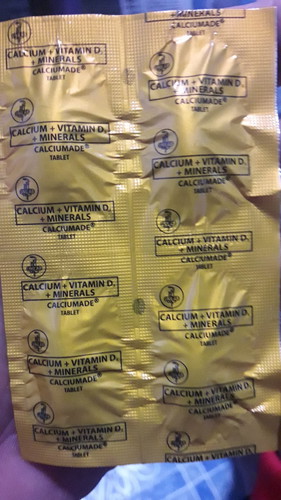 CALCIUM + VITAMIN D₃
+ MINERALS
CALCIUMADE®
TABLET
CALCIUM + VITAMIN D₃
+ MINERALS
CALCIUMADE®
TABLET
CALCIUM + VITAMIN D₃
+ MINERALS
CALCIUMADE®
TABLET
CALCIUM + VITAMIN D₃
+ MINERALS
CALCIUMADE®
TABLET
CALCIUM + VITAMIN D₃
+ MINERALS
CALCIUMADE®
TABLET
CALCIUM + VITAMIN D₃
+ MINERALS
CALCIUMADE®
TABLET
+ MINERALS
CALCIUMADE®
TABLET
CALCIUM + VITAMIN D₃
+ MINERALS
CALCIUMADE®
TABLET
CALCIUM + VITAMIN D₃
+ MINERALS
CALCIUMADE®
TABLET
CALCIUM + VITAMIN D₃
+ MINERALS
CALCIUMADE®
TABLET
CALCIUM + VITAMIN D₃
+ MINERALS
CALCIUMADE®
TABLET
CALCIUM + VITAMIN D₃
+ MINERALS
CALCIUMADE®
TABLET
CALCIUM + VITAMIN D₃